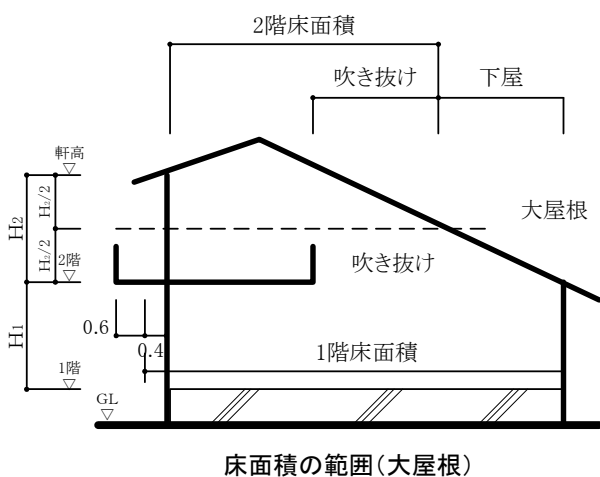 2階床面積
吹き抜け
下屋
軒高
H2/2
H2
大屋根
H2/2
2階
吹き抜け
0.6
0.4
H1
1階床面積
1階
GL
床面積の範囲(大屋根)